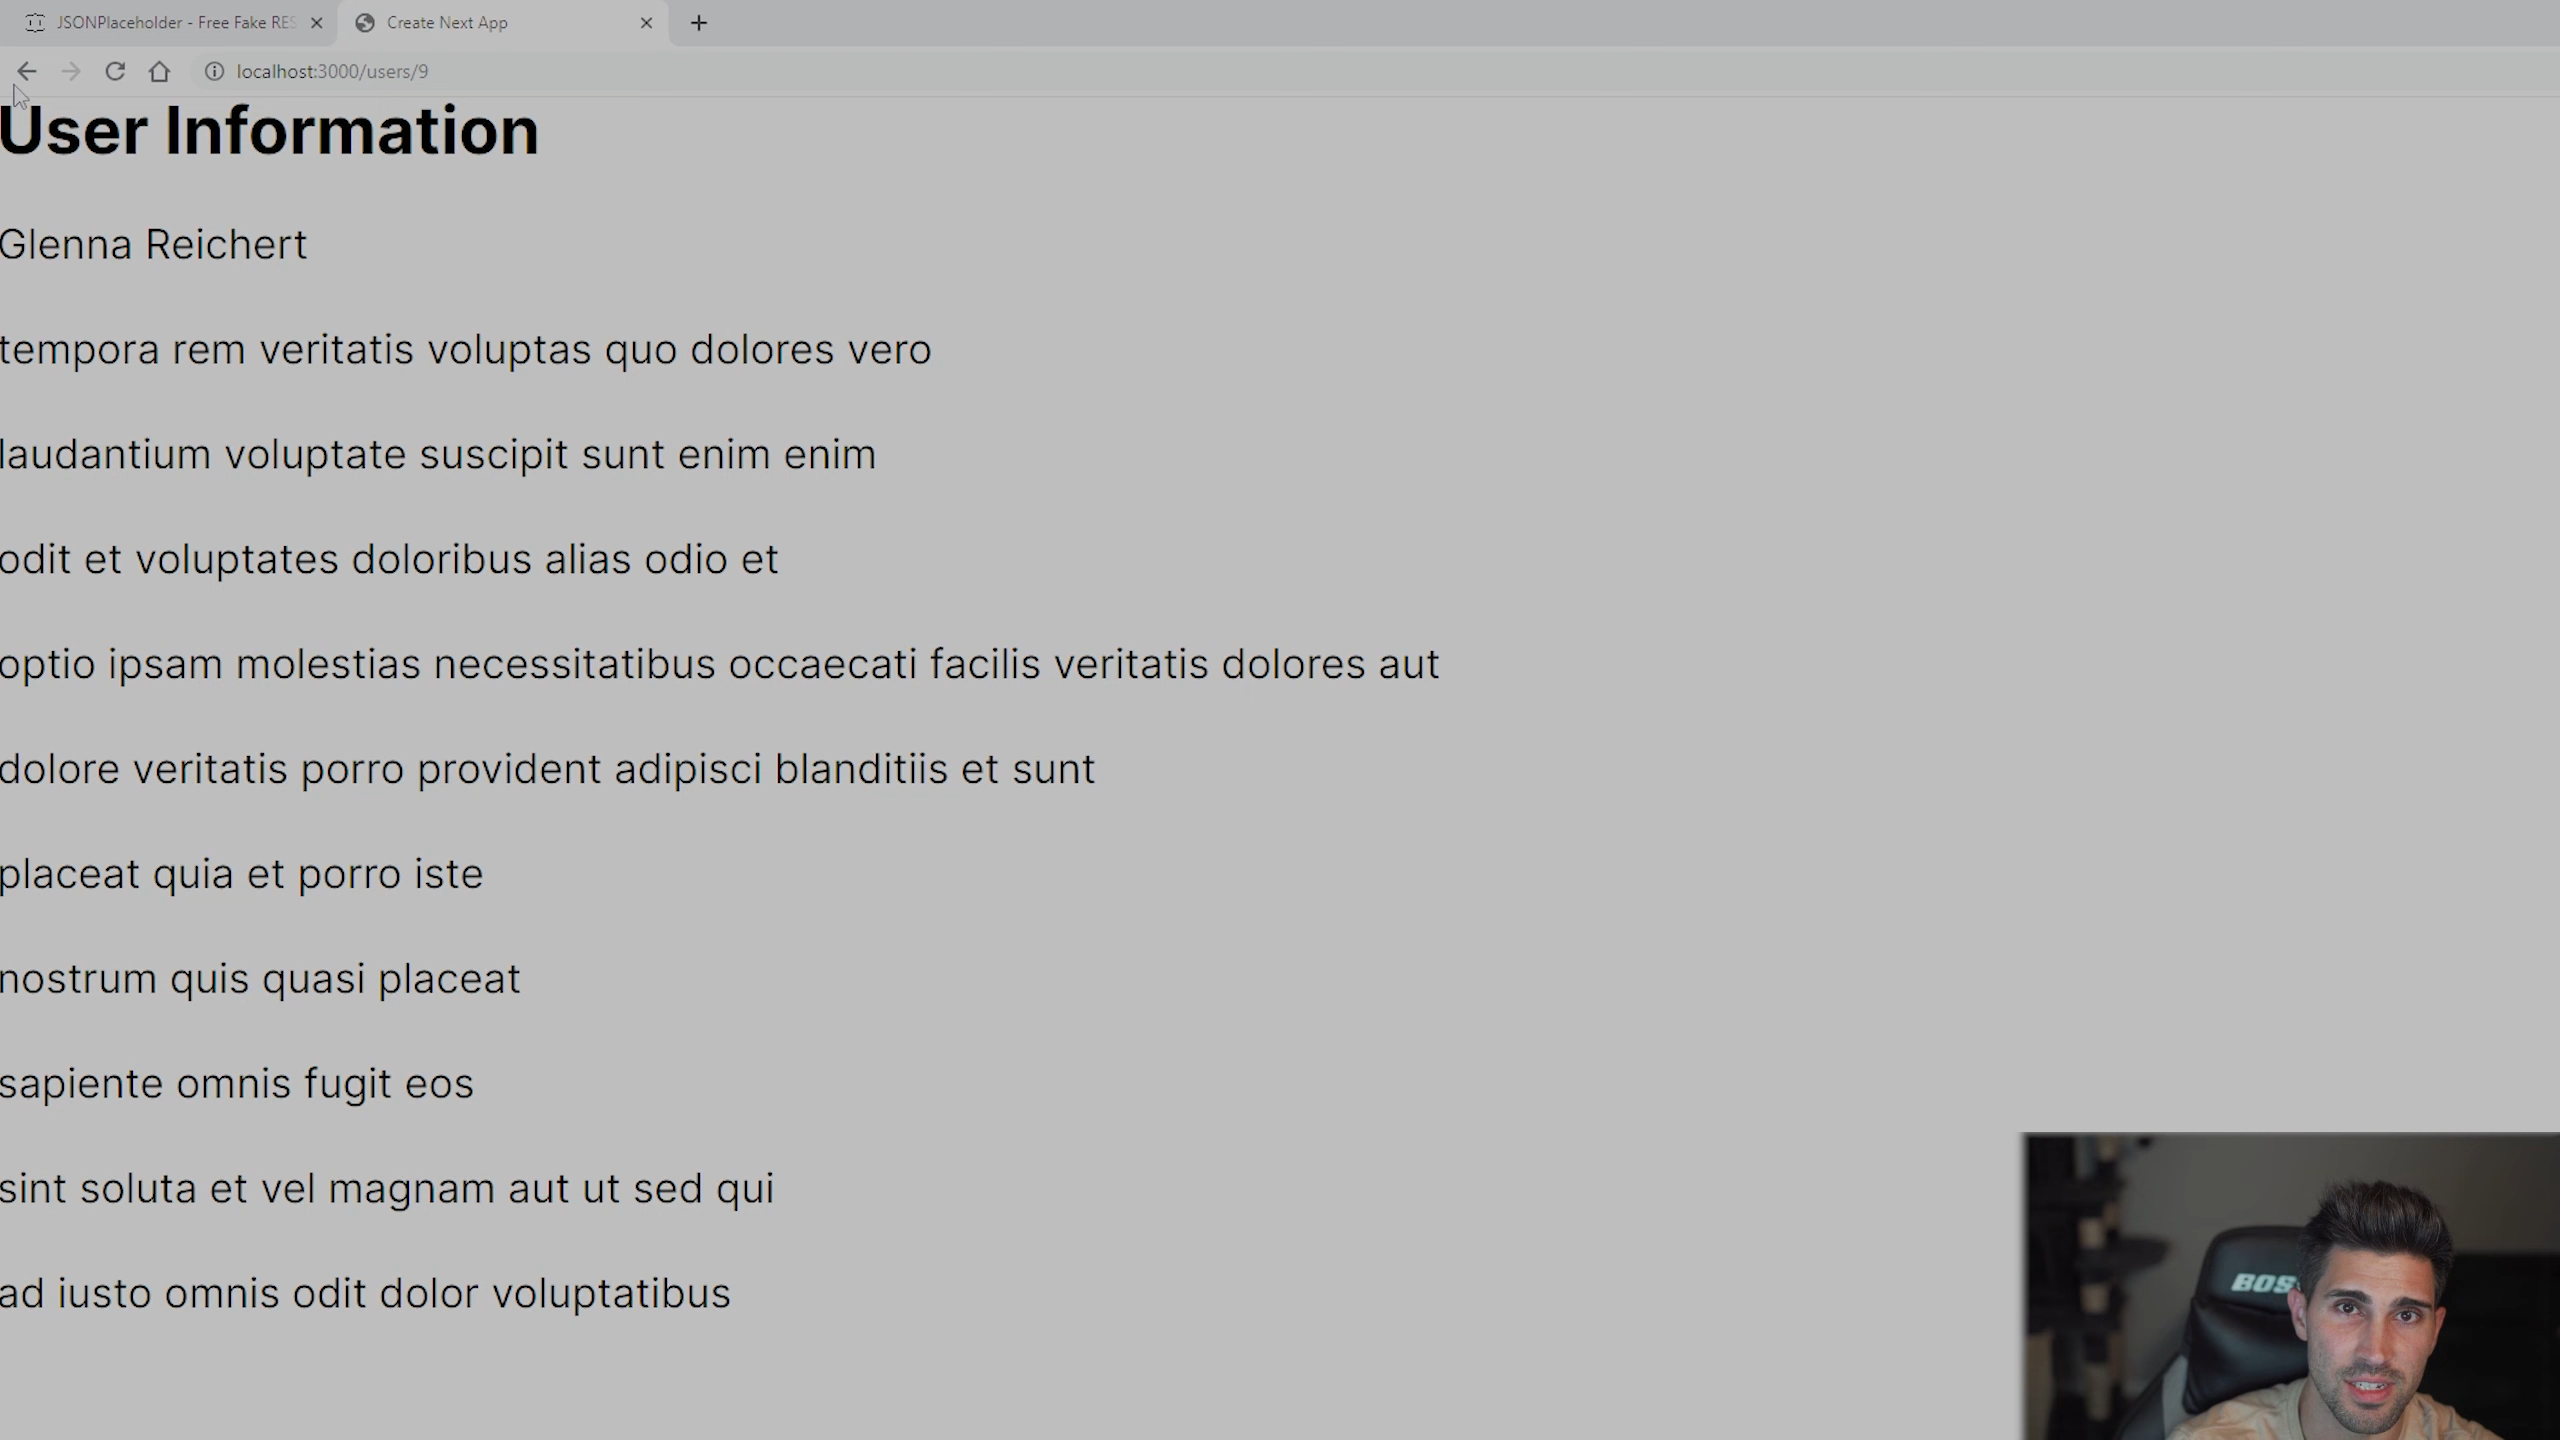 JSONPlaceholder - Free Fake RES
Create Next App
localhost:3000/users/9
User Information
Glenna Reichert
tempora rem veritatis voluptas quo dolores vero
laudantium voluptate suscipit sunt enim enim
odit et voluptates doloribus alias odio et
optio ipsam molestias necessitatibus occaecati facilis veritatis dolores aut
dolore veritatis porro provident adipisci blanditiis et sunt
placeat quia et porro iste
nostrum quis quasi placeat
sapiente omnis fugit eos
sint soluta et vel magnam aut ut sed qui
ad iusto omnis odit dolor voluptatibus
BOS